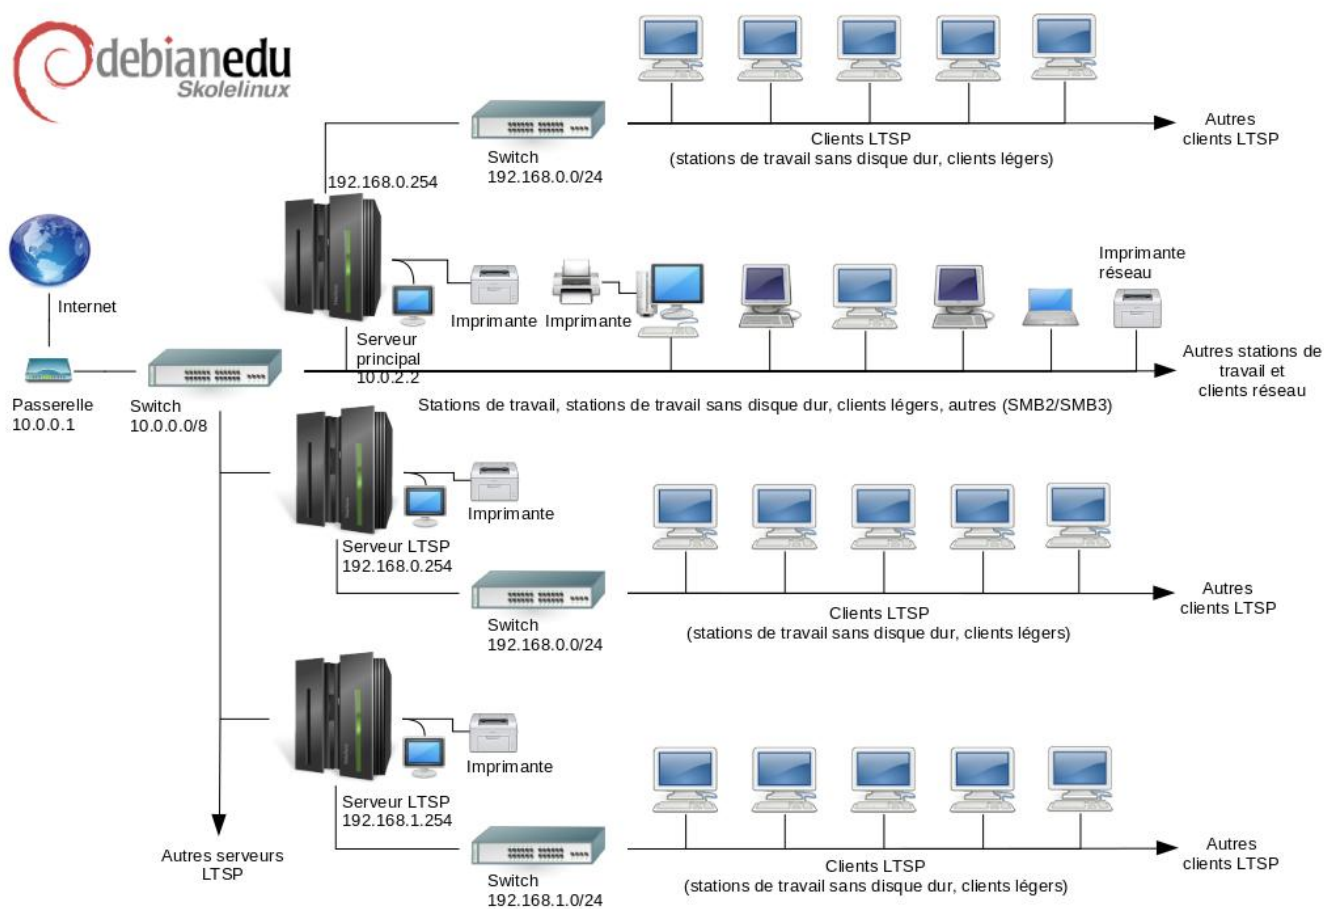 debianedu
Skolelinux
Switch
192.168.0.0/24
Clients LTSP
(stations de travail sans disque dur, clients légers)
Autres
clients LTSP
192.168.0.254
Internet
Imprimante
Imprimante
Imprimante
réseau
Serveur
principal
10.0.2.2
Passerelle
10.0.0.1
Switch
10.0.0.0/8
Stations de travail, stations de travail sans disque dur, clients légers, autres (SMB2/SMB3)
Autres stations de
travail et
clients réseau
Imprimante
Serveur LTSP
192.168.0.254
Switch
192.168.0.0/24
Clients LTSP
(stations de travail sans disque dur, clients légers)
Autres
clients LTSP
Imprimante
Serveur LTSP
192.168.1.254
Autres serveurs
LTSP
Switch
192.168.1.0/24
Clients LTSP
(stations de travail sans disque dur, clients légers)
Autres
clients LTSP